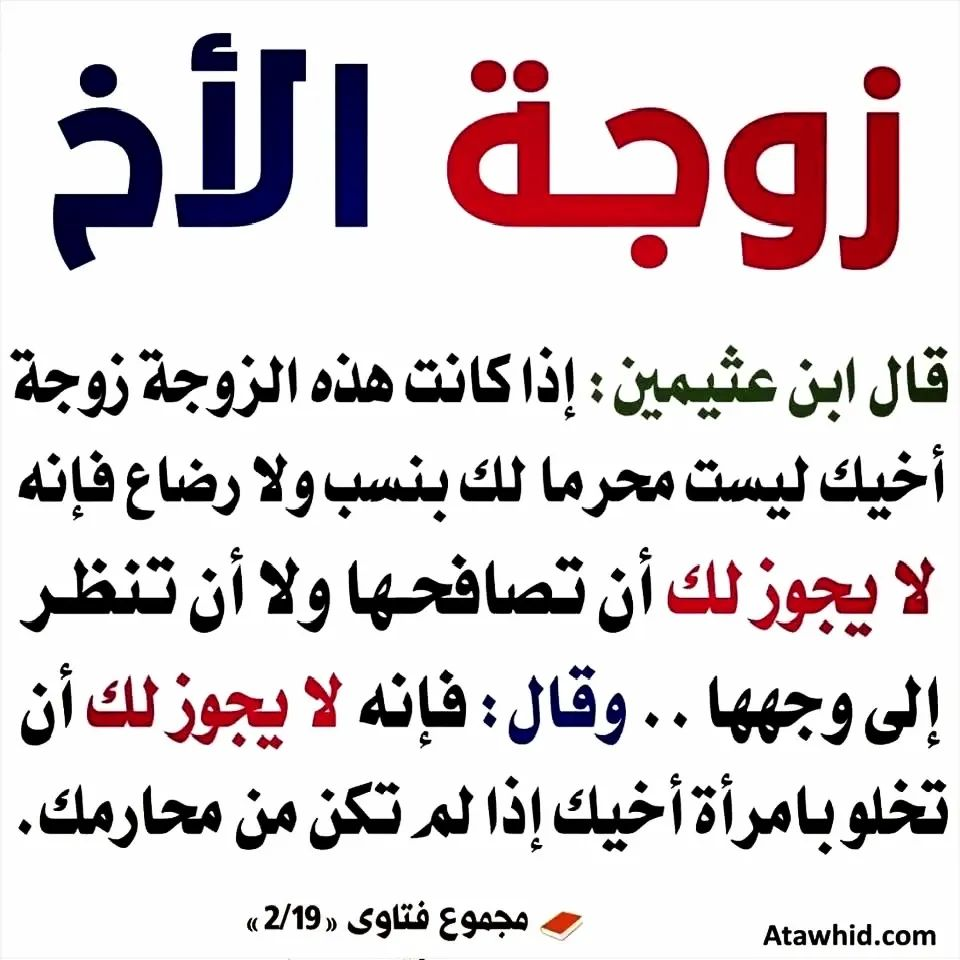 زوجة الأخ
قال ابن عثيمين : إذا كانت هذه الزوجة زوجة
أخيك ليست محرما لك بنسب ولا رضاع فإنه
لا يجوز لك أن تصافحها ولا أن تنظر
إلى وجهها . . وقال : فإنه لا يجوز لك أن
تخلو بامرأة أخيك إذا لم تكن من محارمك.
مجموع فتاوى «2/19»
Atawhid.com